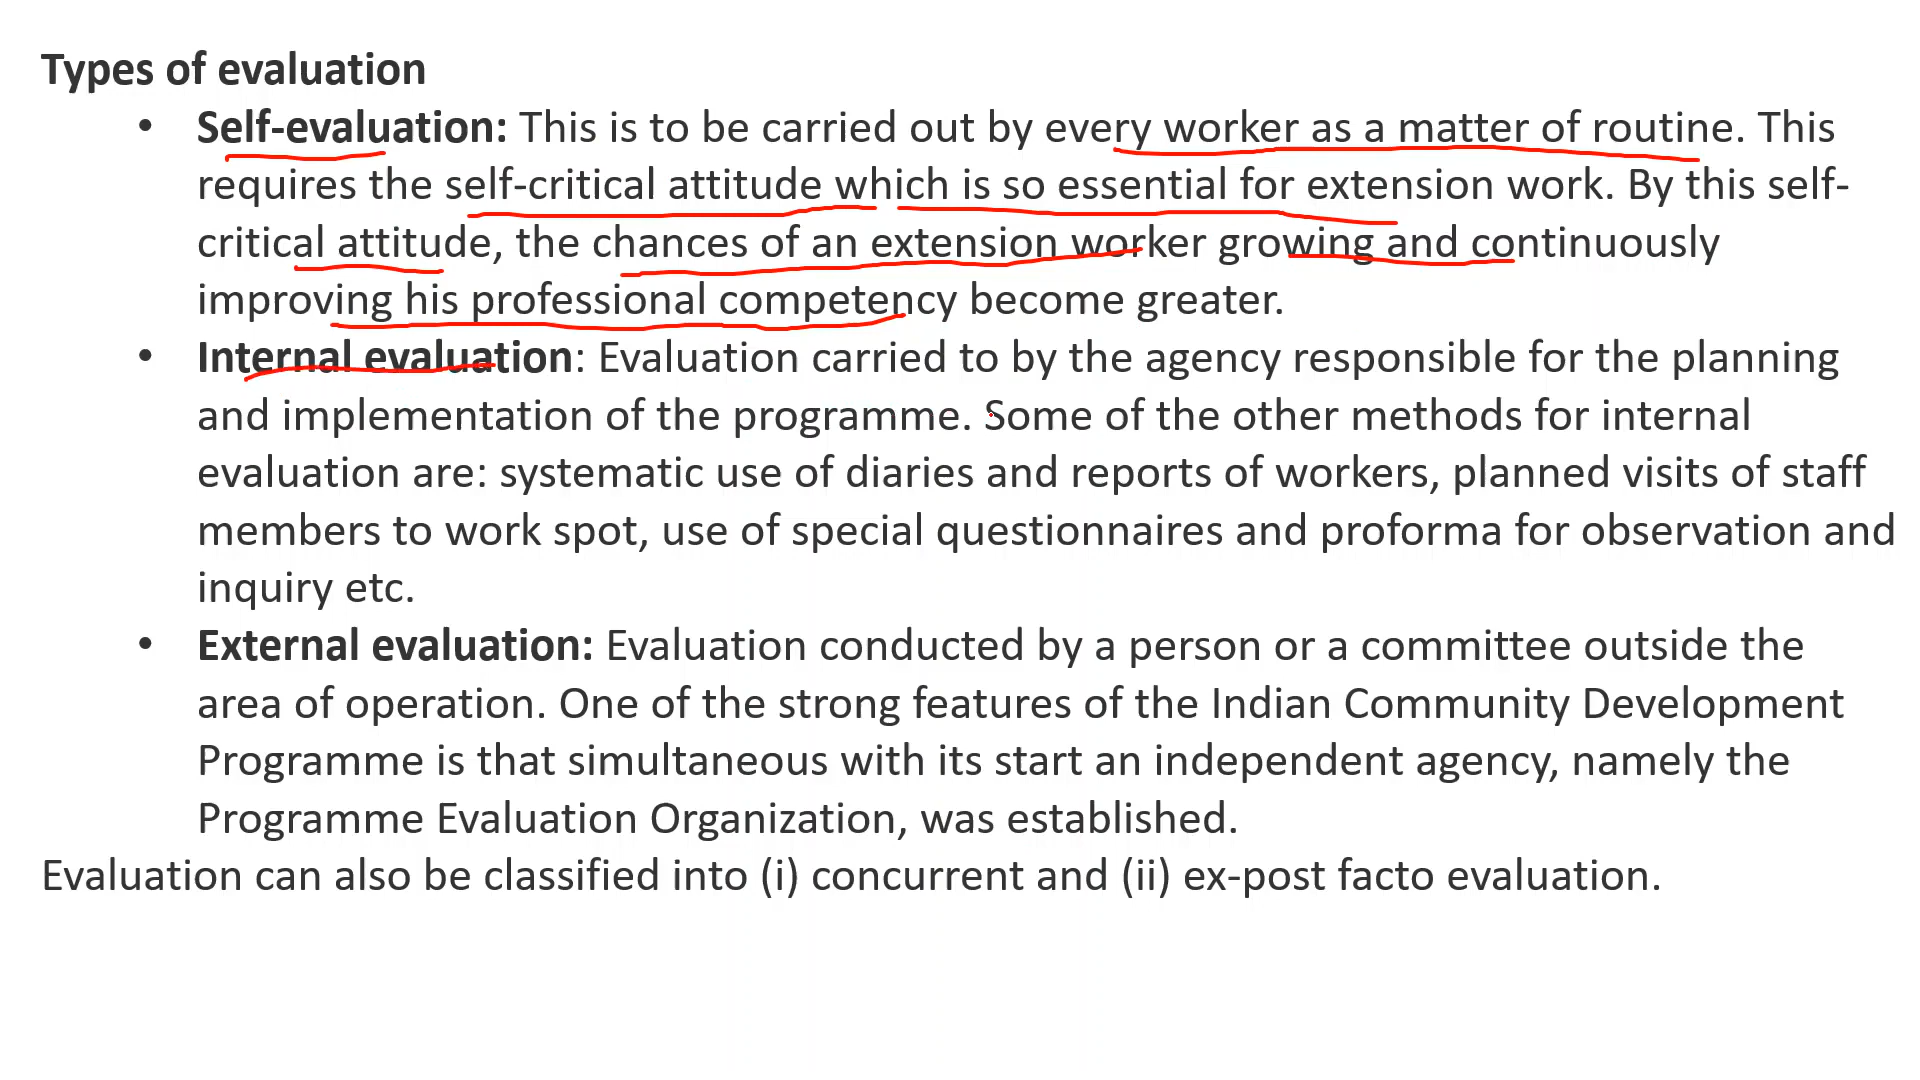 Types of evaluation
• Self-evaluation: This is to be carried out by every worker as a matter of routine. This
requires the self-critical attitude which is so essential for extension work. By this self-
critical attitude, the chances of an extension worker growing and continuously
improving his professional competency become greater.
• Internal evaluation: Evaluation carried to by the agency responsible for the planning
and implementation of the programme. Some of the other methods for internal
evaluation are: systematic use of diaries and reports of workers, planned visits of staff
members to work spot, use of special questionnaires and proforma for observation and
inquiry etc.
• External evaluation: Evaluation conducted by a person or a committee outside the
area of operation. One of the strong features of the Indian Community Development
Programme is that simultaneous with its start an independent agency, namely the
Programme Evaluation Organization, was established.
Evaluation can also be classified into (i) concurrent and (ii) ex-post facto evaluation.